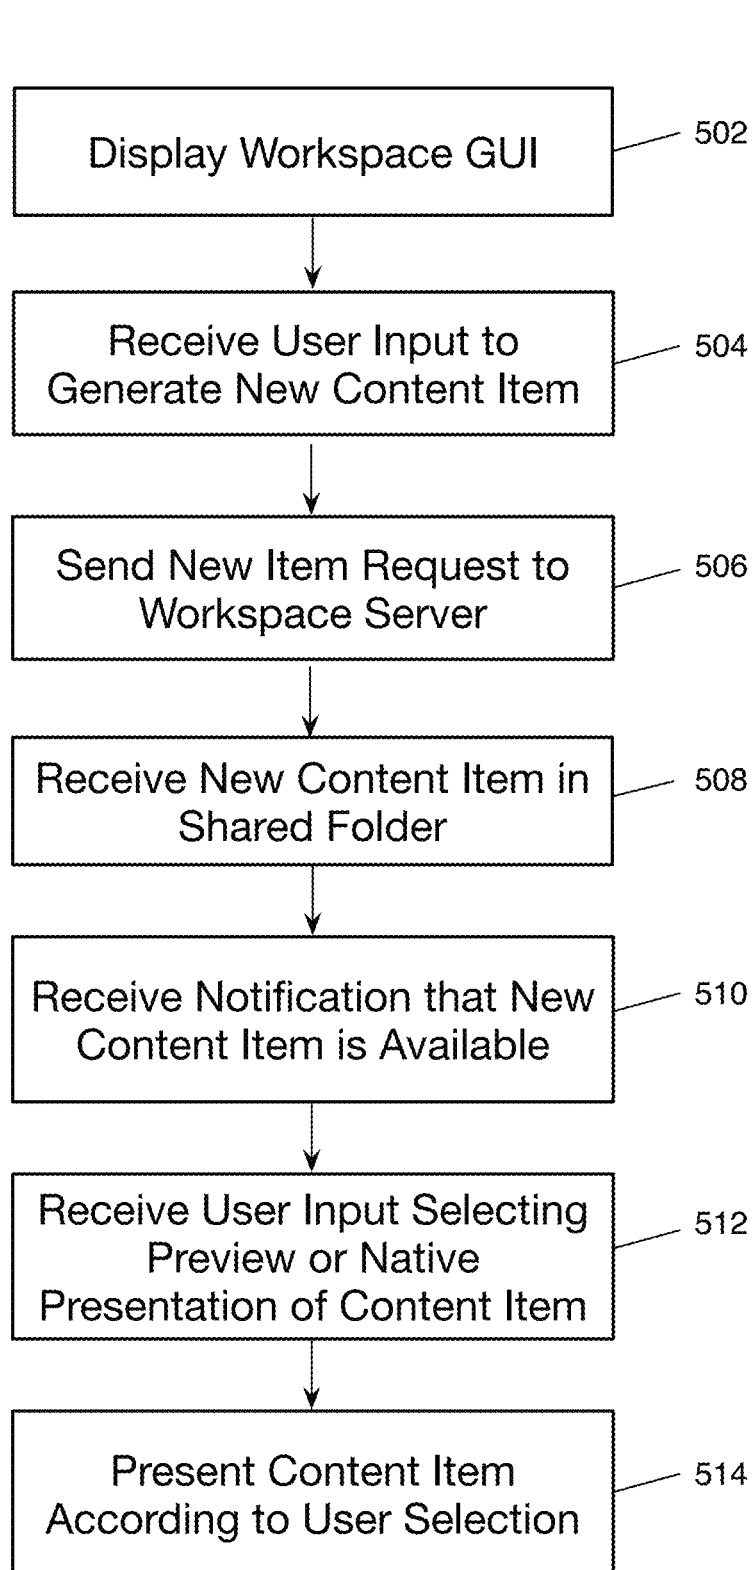 Display Workspace GUI
502
Receive User Input to
Generate New Content Item
504
Send New Item Request to
Workspace Server
506
Receive New Content Item in
Shared Folder
508
Receive Notification that New
Content Item is Available
510
Receive User Input Selecting
Preview or Native
Presentation of Content Item
512
Present Content Item
According to User Selection
514